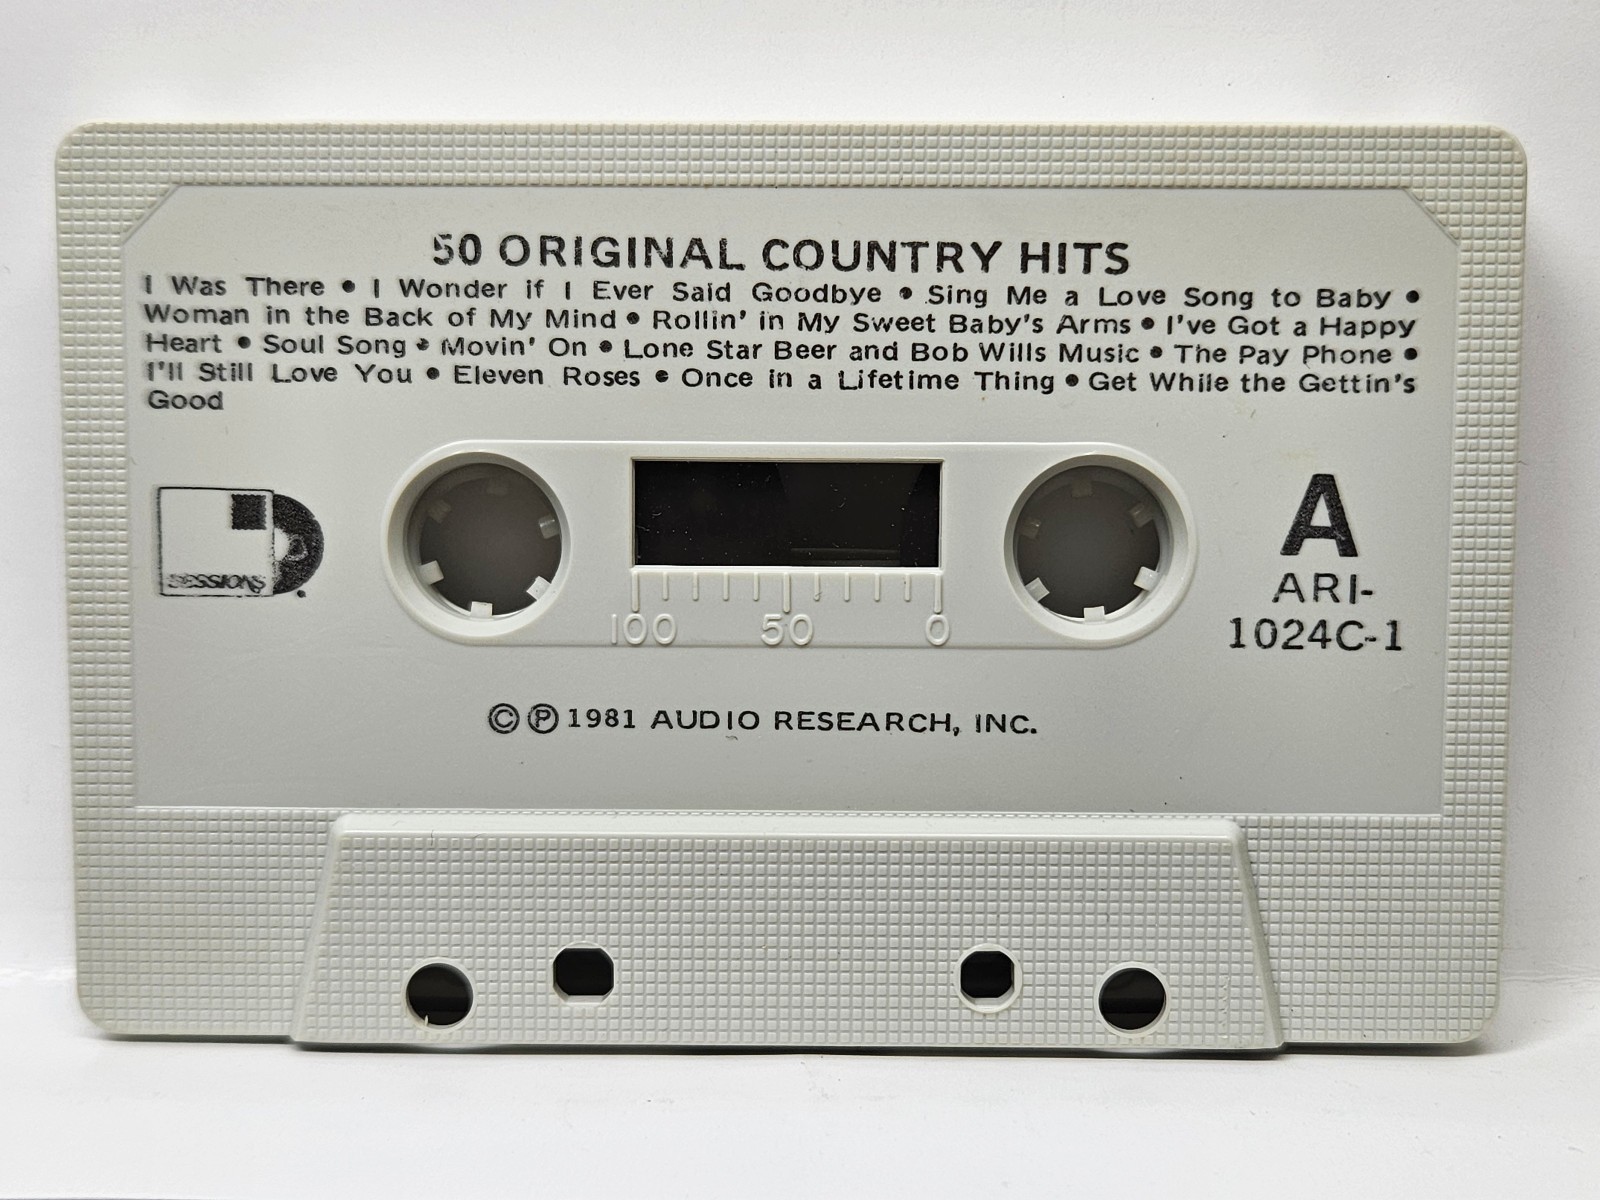 50 ORIGINAL COUNTRY HITS
I Was There • I Wonder if I Ever Said Goodbye • Sing Me a Love Song to Baby •
Woman in the Back of My Mind • Rollin' in My Sweet Baby's Arms • I've Got a Happy
Heart • Soul Song • Movin' On • Lone Star Beer and Bob Wills Music • The Pay Phone •
I'll Still Love You • Eleven Roses • Once in a Lifetime Thing • Get While the Gettin's
Good
SESSIONS
A
ARI-
1024C-1
100 50 0
© ℗ 1981 AUDIO RESEARCH, INC.